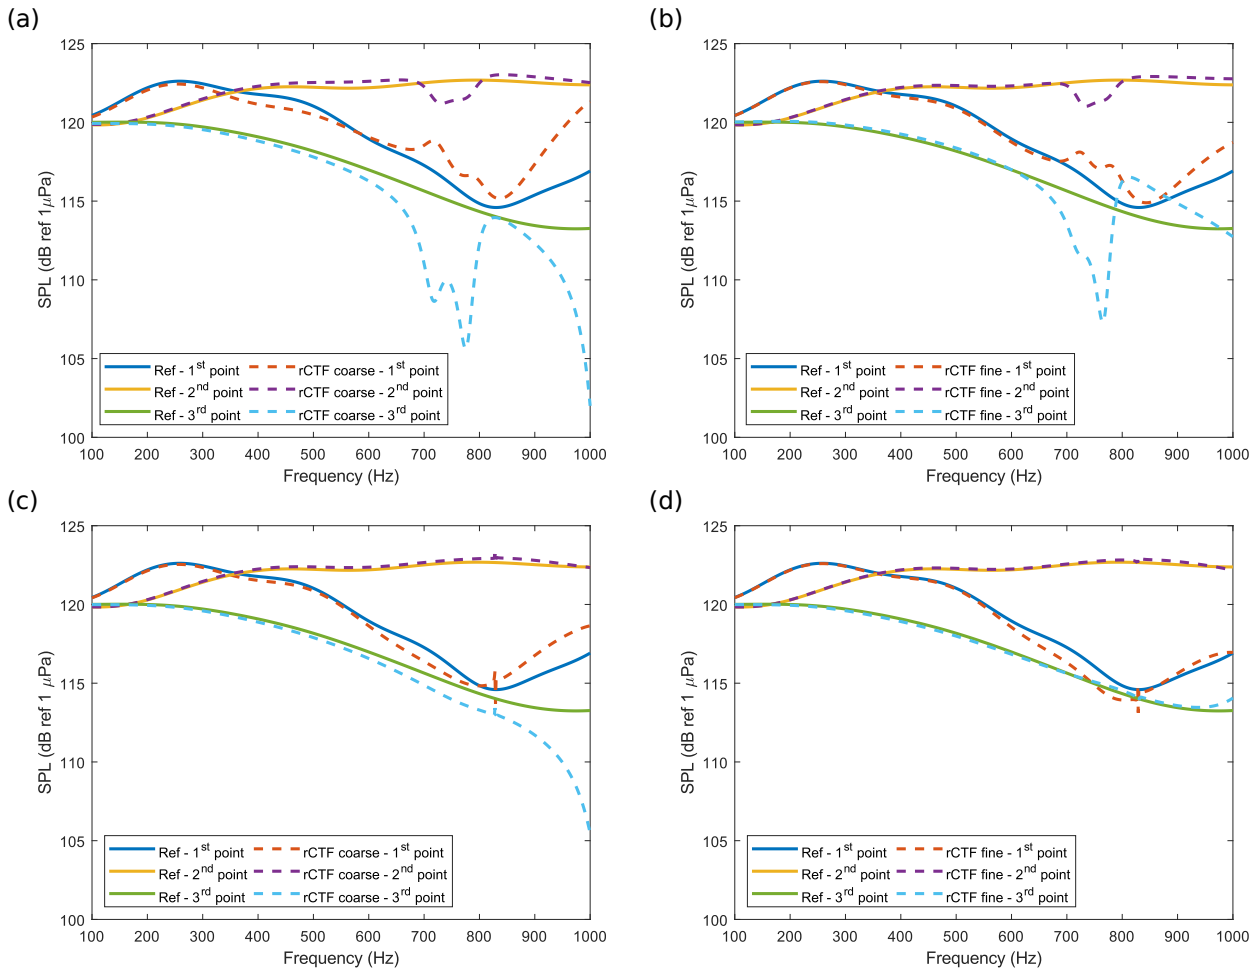 (a)
(b)
SPL (dB ref 1μPa)
125
120
115
110
105
100
Ref - 1st point
rCTF coarse - 1st point
Ref - 2nd point
rCTF coarse - 2nd point
Ref - 3rd point
rCTF coarse - 3rd point
100 200 300 400 500 600 700 800 900 1000
Frequency (Hz)
SPL (dB ref 1μPa)
125
120
115
110
105
100
Ref - 1st point
rCTF fine - 1st point
Ref - 2nd point
rCTF fine - 2nd point
Ref - 3rd point
rCTF fine - 3rd point
100 200 300 400 500 600 700 800 900 1000
Frequency (Hz)
(c)
(d)
SPL (dB ref 1 μPa)
125
120
115
110
105
100
Ref - 1st point
rCTF coarse - 1st point
Ref - 2nd point
rCTF coarse - 2nd point
Ref - 3rd point
rCTF coarse - 3rd point
100 200 300 400 500 600 700 800 900 1000
Frequency (Hz)
SPL (dB ref 1 μPa)
125
120
115
110
105
100
Ref - 1st point
rCTF fine - 1st point
Ref - 2nd point
rCTF fine - 2nd point
Ref - 3rd point
rCTF fine - 3rd point
100 200 300 400 500 600 700 800 900 1000
Frequency (Hz)